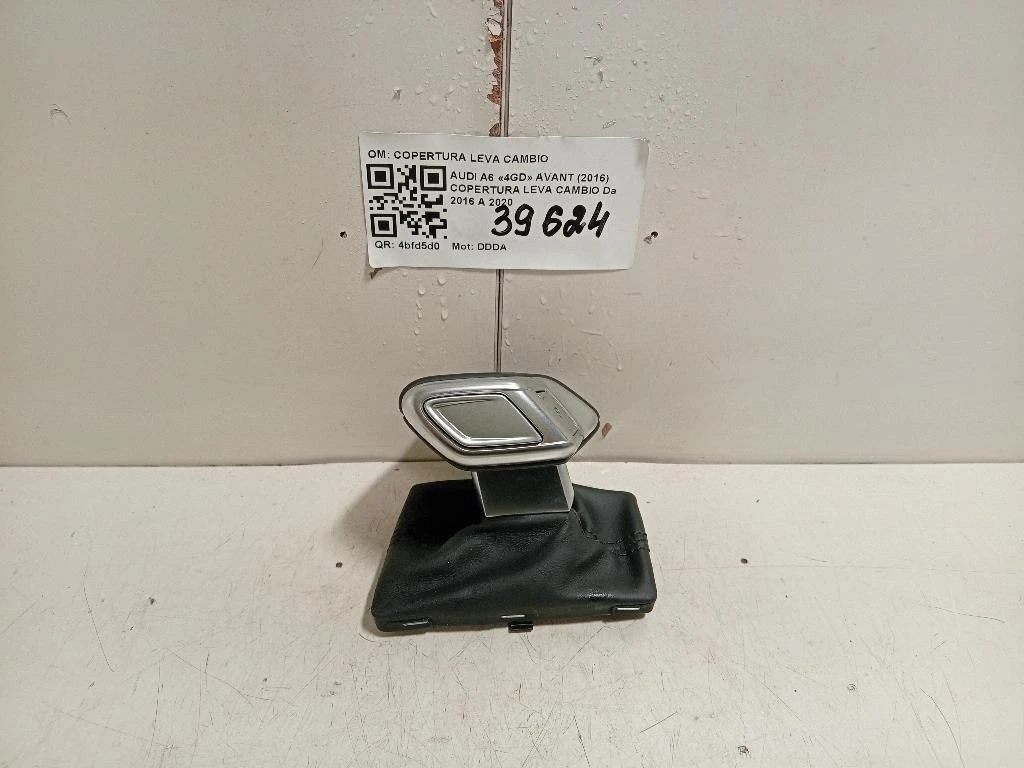 OM: COPERTURA LEVA CAMBIO
AUDI A6 «4GD» AVANT (2016)
COPERTURA LEVA CAMBIO Da
2016 A 2020
39624
QR: 4bfd5d0 Mot: DDDA